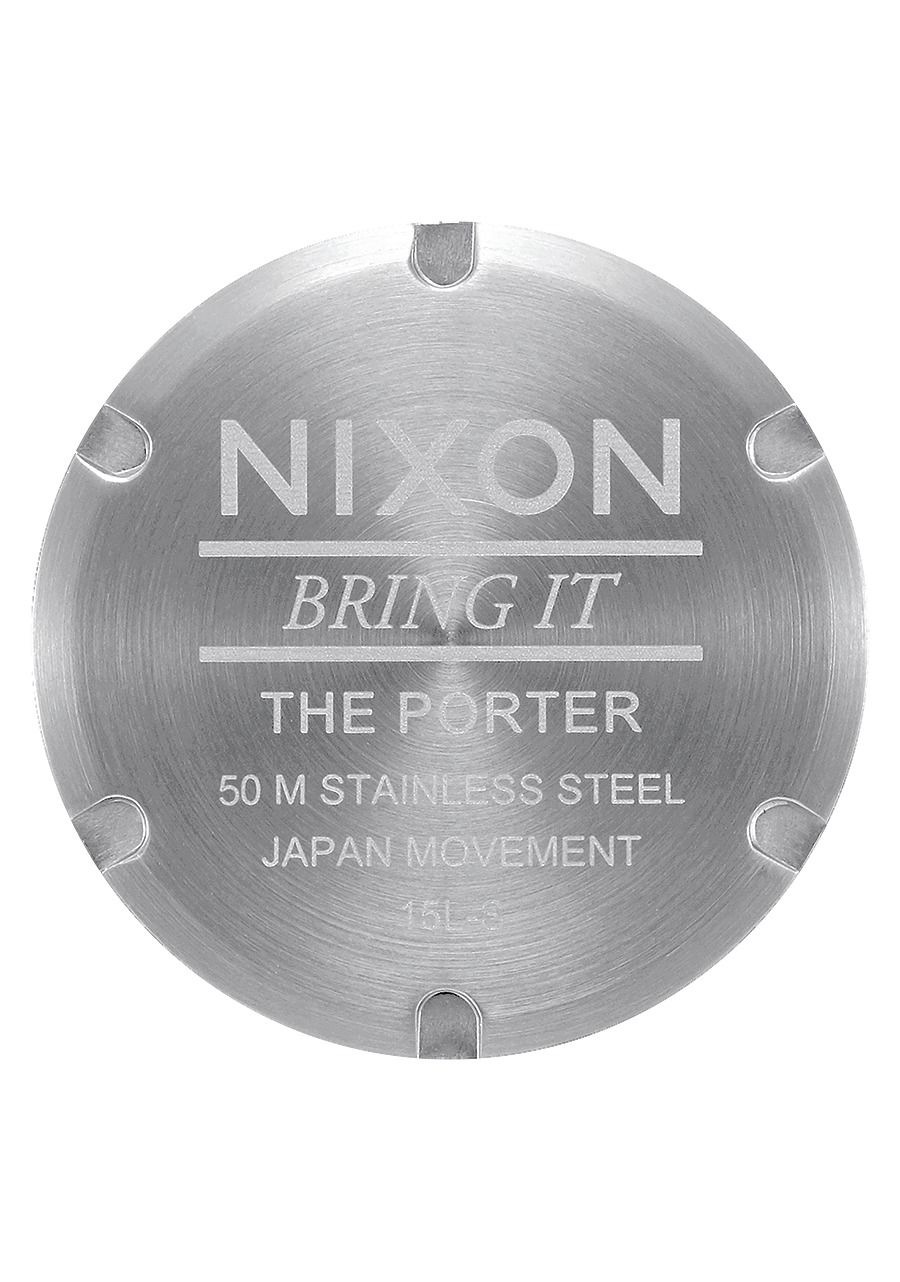 NIXON
BRING IT
THE PORTER
50 M STAINLESS STEEL
JAPAN MOVEMENT